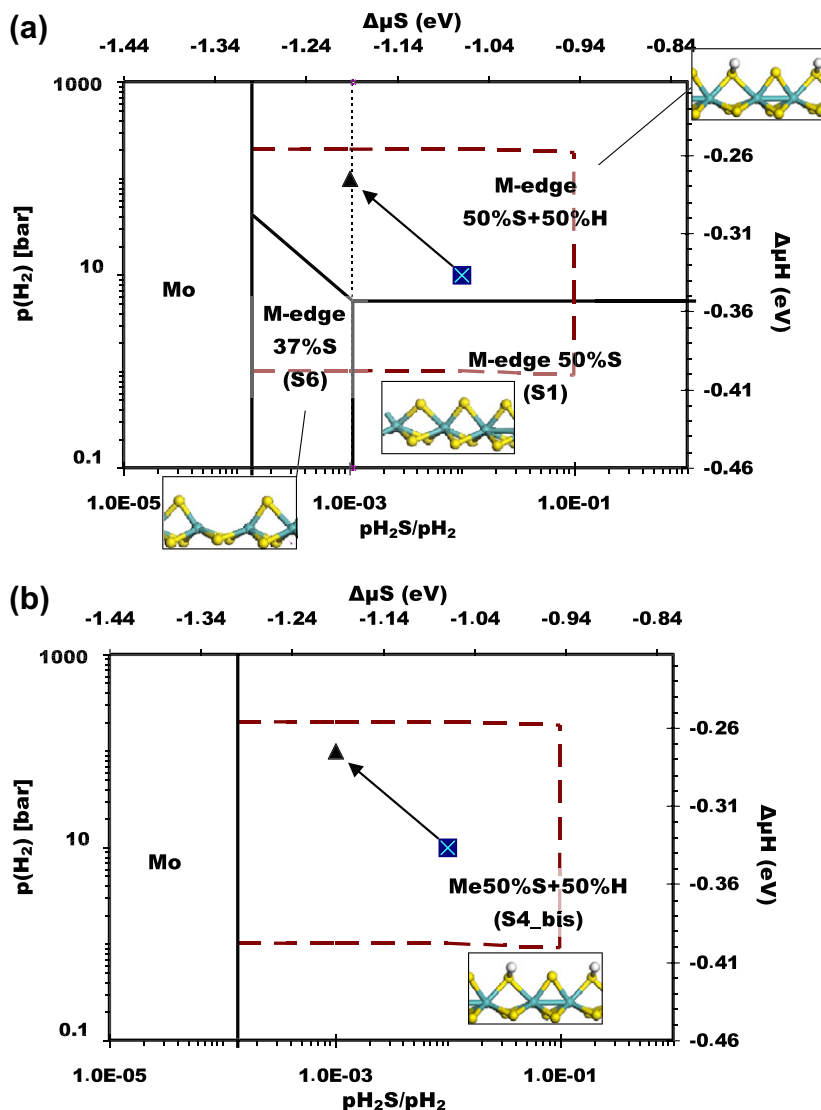 (a)
ΔμS (eV)
-1.44 -1.34 -1.24 -1.14 -1.04 -0.94 -0.84
1000
10
0.1
p(H₂) [bar]
-0.26
-0.31
-0.36
-0.41
-0.46
ΔμH (eV)
M-edge
50%S+50%H
Mo
M-edge
37%S
(S6)
M-edge 50%S
(S1)
1.0E-05 1.0E-03 1.0E-01
pH₂S/pH₂
(b)
ΔμS (eV)
-1.44 -1.34 -1.24 -1.14 -1.04 -0.94 -0.84
1000
10
0.1
p(H₂) [bar]
-0.26
-0.31
-0.36
-0.41
-0.46
ΔμH (eV)
Mo
Me50%S+50%H
(S4_bis)
1.0E-05 1.0E-03 1.0E-01
pH₂S/pH₂